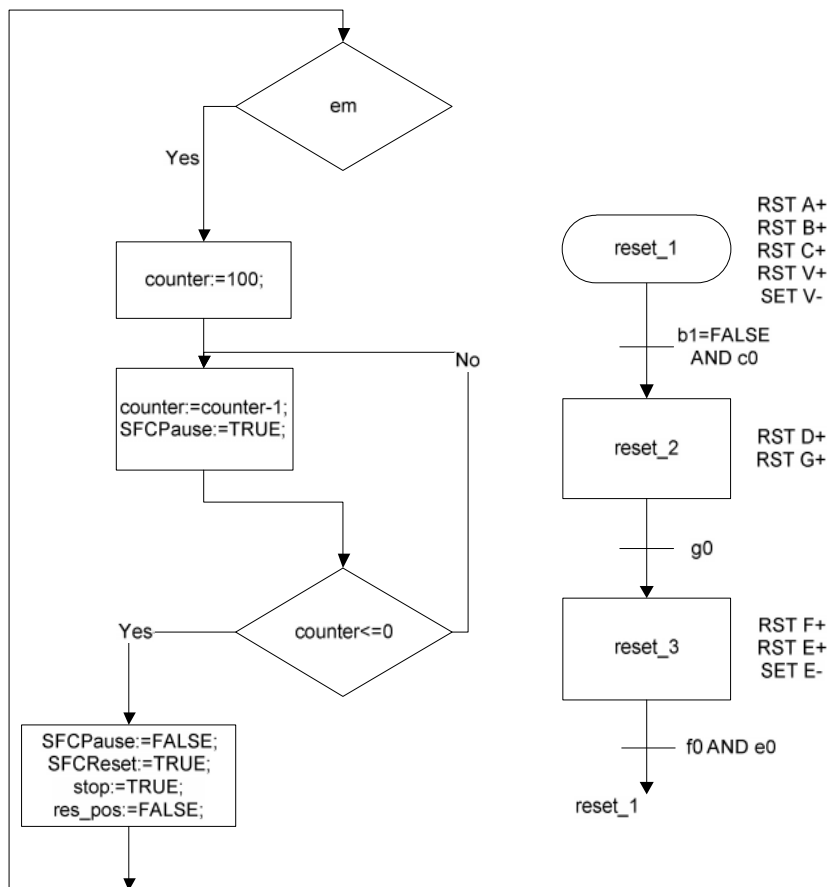 em
Yes
counter:=100;
No
counter:=counter-1;
SFCPause:=TRUE;
counter<=0
Yes
SFCPause:=FALSE;
SFCReset:=TRUE;
stop:=TRUE;
res_pos:=FALSE;
reset_1
RST A+
RST B+
RST C+
RST V+
SET V-
b1=FALSE
AND c0
reset_2
RST D+
RST G+
g0
reset_3
RST F+
RST E+
SET E-
f0 AND e0
reset_1